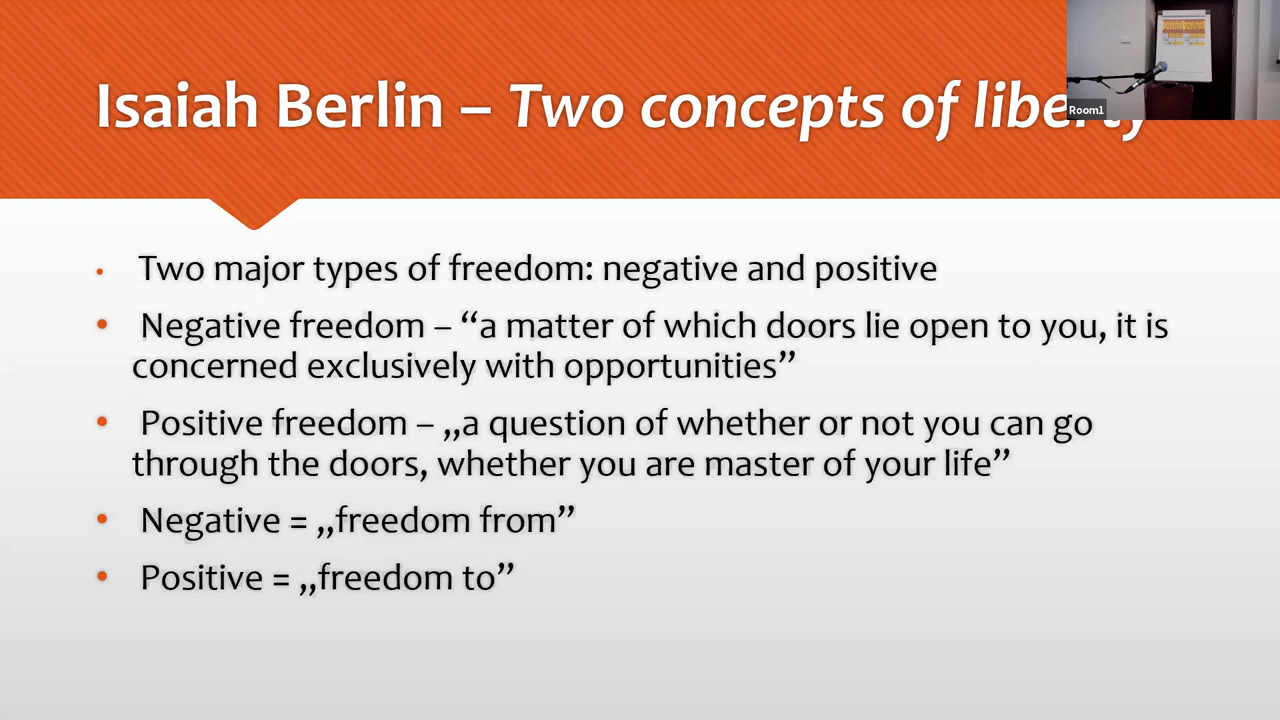 Isaiah Berlin – Two concepts of liberty
Room1
• Two major types of freedom: negative and positive
• Negative freedom – “a matter of which doors lie open to you, it is
concerned exclusively with opportunities”
• Positive freedom – „a question of whether or not you can go
through the doors, whether you are master of your life”
• Negative = „freedom from”
• Positive = „freedom to”